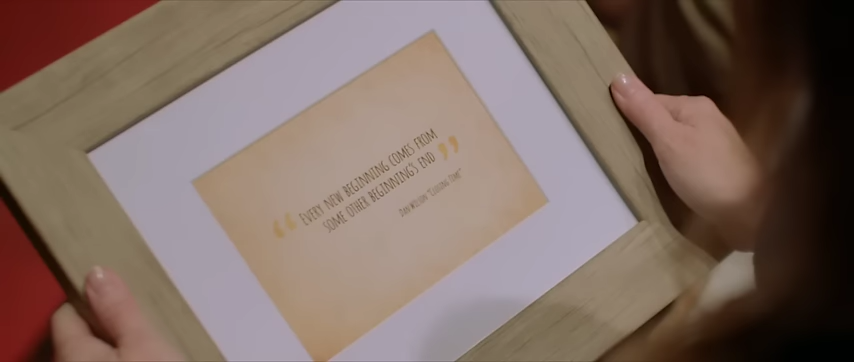 “ EVERY NEW BEGINNING COMES FROM
SOME OTHER BEGINNING'S END ”
DAN WILSON "CLOSING TIME"